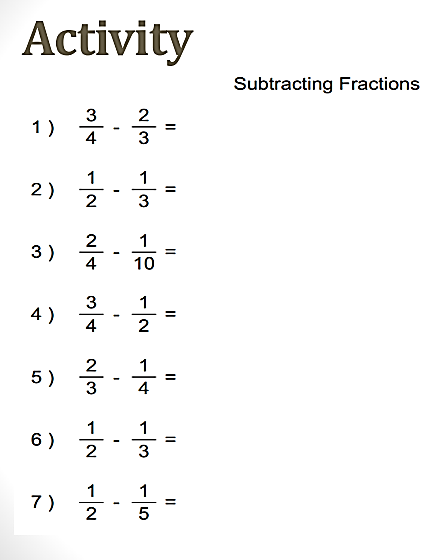 Activity
Subtracting Fractions
1 ) 3/4 - 2/3 =
2 ) 1/2 - 1/3 =
3 ) 2/4 - 1/10 =
4 ) 3/4 - 1/2 =
5 ) 2/3 - 1/4 =
6 ) 1/2 - 1/3 =
7 ) 1/2 - 1/5 =